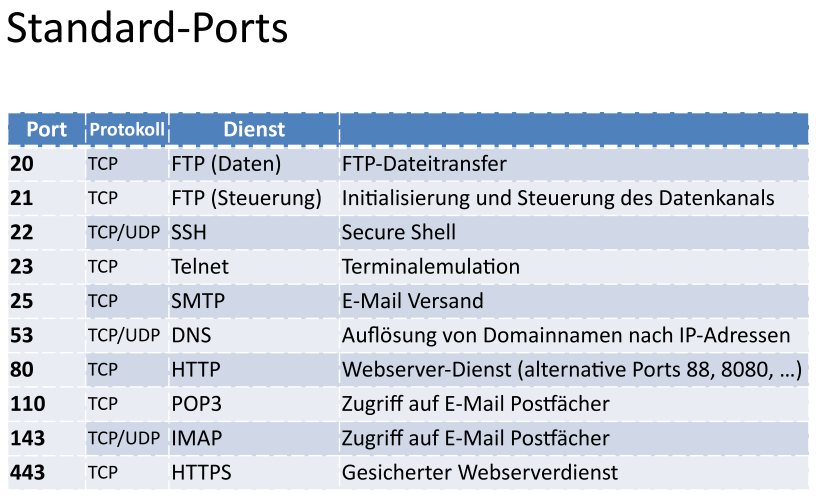 Standard-Ports
Port Protokoll Dienst
20 TCP FTP (Daten) FTP-Dateitransfer
21 TCP FTP (Steuerung) Initialisierung und Steuerung des Datenkanals
22 TCP/UDP SSH Secure Shell
23 TCP Telnet Terminalemulation
25 TCP SMTP E-Mail Versand
53 TCP/UDP DNS Auflösung von Domainnamen nach IP-Adressen
80 TCP HTTP Webserver-Dienst (alternative Ports 88, 8080, …)
110 TCP POP3 Zugriff auf E-Mail Postfächer
143 TCP/UDP IMAP Zugriff auf E-Mail Postfächer
443 TCP HTTPS Gesicherter Webserverdienst